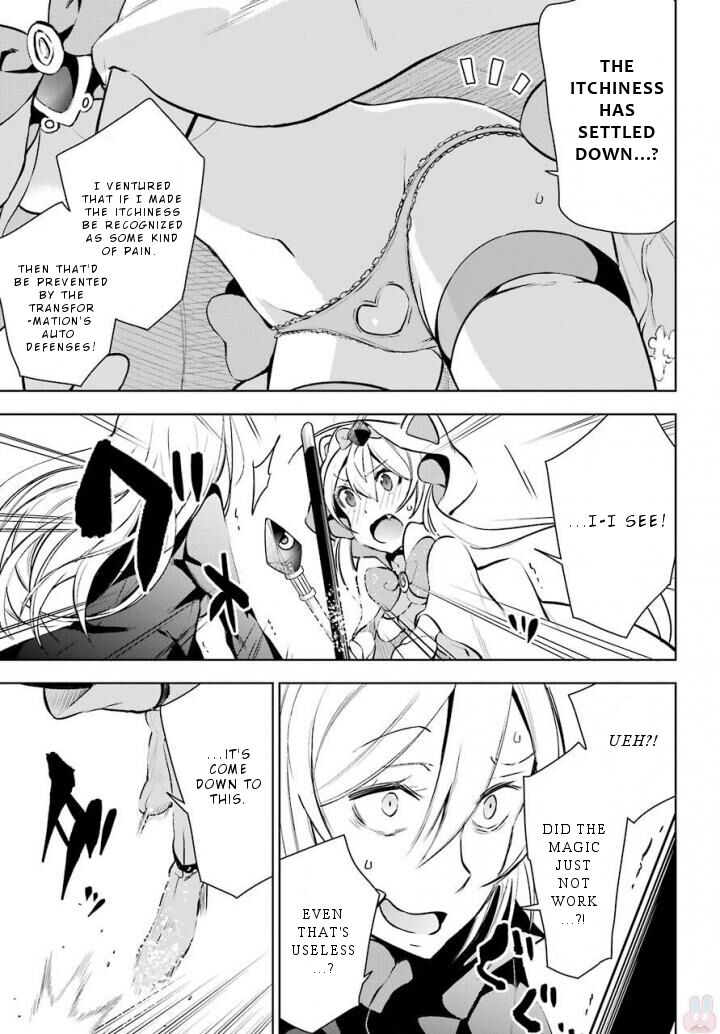 THE
ITCHINESS
HAS
SETTLED
DOWN...?
I VENTURED
THAT IF I MADE
THE ITCHINESS
BE RECOGNIZED
AS SOME KIND
OF PAIN.
THEN THAT'D
BE PREVENTED
BY THE
TRANSFOR
-MATION'S
AUTO
DEFENSES!
...I-I SEE!
UEH?!
DID THE
MAGIC
JUST
NOT
WORK
...?!
EVEN
THAT'S
USELESS
...?
...IT'S
COME
DOWN TO
THIS.